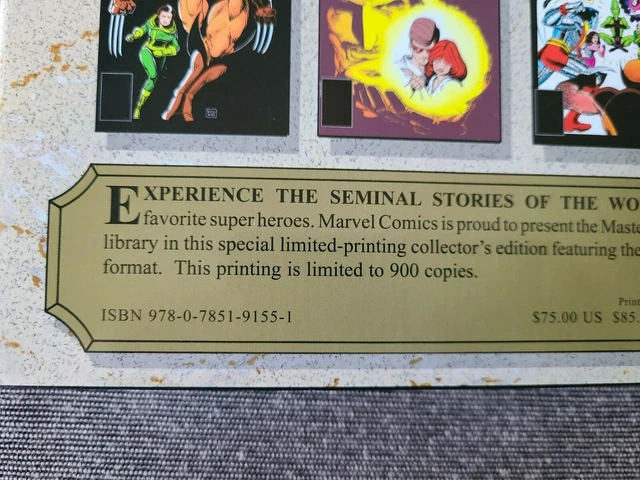 EXPERIENCE THE SEMINAL STORIES OF THE WO
favorite super heroes. Marvel Comics is proud to present the Maste
library in this special limited-printing collector's edition featuring the
format. This printing is limited to 900 copies.
Print
ISBN 978-0-7851-9155-1 $75.00 US $85.